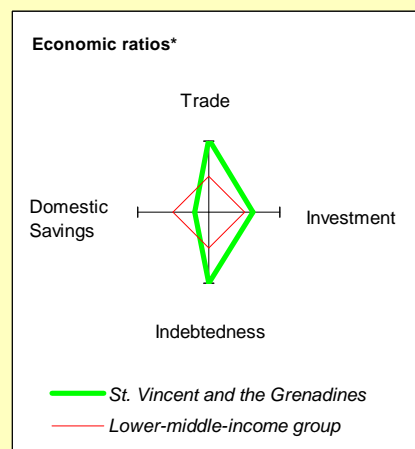 Economic ratios*
Trade
Domestic
Savings
Investment
Indebtedness
St. Vincent and the Grenadines
Lower-middle-income group